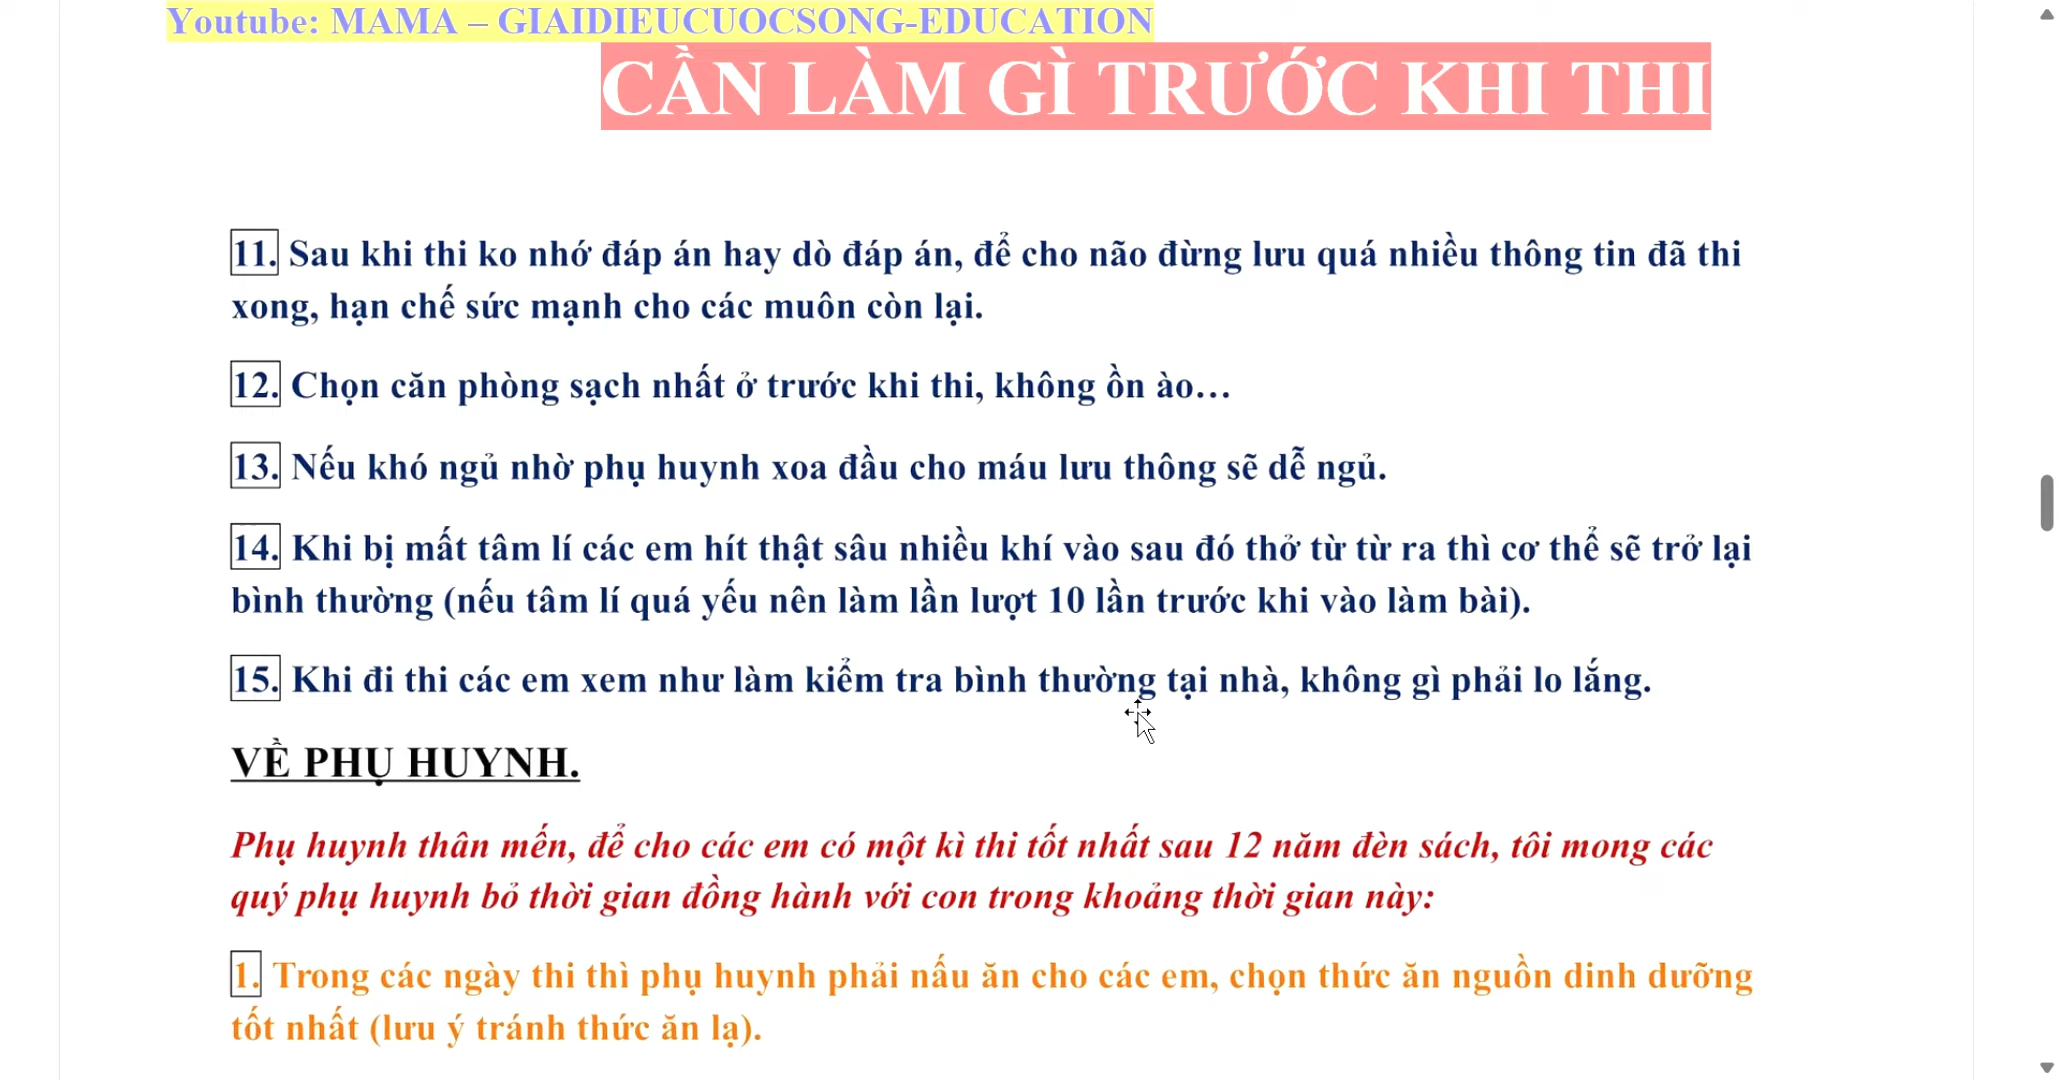 Youtube: MAMA – GIAIDIEUCUOCSONG-EDUCATION
CẦN LÀM GÌ TRƯỚC KHI THI
11. Sau khi thi ko nhớ đáp án hay dò đáp án, để cho não đừng lưu quá nhiều thông tin đã thi
xong, hạn chế sức mạnh cho các muôn còn lại.
12. Chọn căn phòng sạch nhất ở trước khi thi, không ồn ào…
13. Nếu khó ngủ nhờ phụ huynh xoa đầu cho máu lưu thông sẽ dễ ngủ.
14. Khi bị mất tâm lí các em hít thật sâu nhiều khí vào sau đó thở từ từ ra thì cơ thể sẽ trở lại
bình thường (nếu tâm lí quá yếu nên làm lần lượt 10 lần trước khi vào làm bài).
15. Khi đi thi các em xem như làm kiểm tra bình thường tại nhà, không gì phải lo lắng.
VỀ PHỤ HUYNH.
Phụ huynh thân mến, để cho các em có một kì thi tốt nhất sau 12 năm đèn sách, tôi mong các
quý phụ huynh bỏ thời gian đồng hành với con trong khoảng thời gian này:
1. Trong các ngày thi thì phụ huynh phải nấu ăn cho các em, chọn thức ăn nguồn dinh dưỡng
tốt nhất (lưu ý tránh thức ăn lạ).